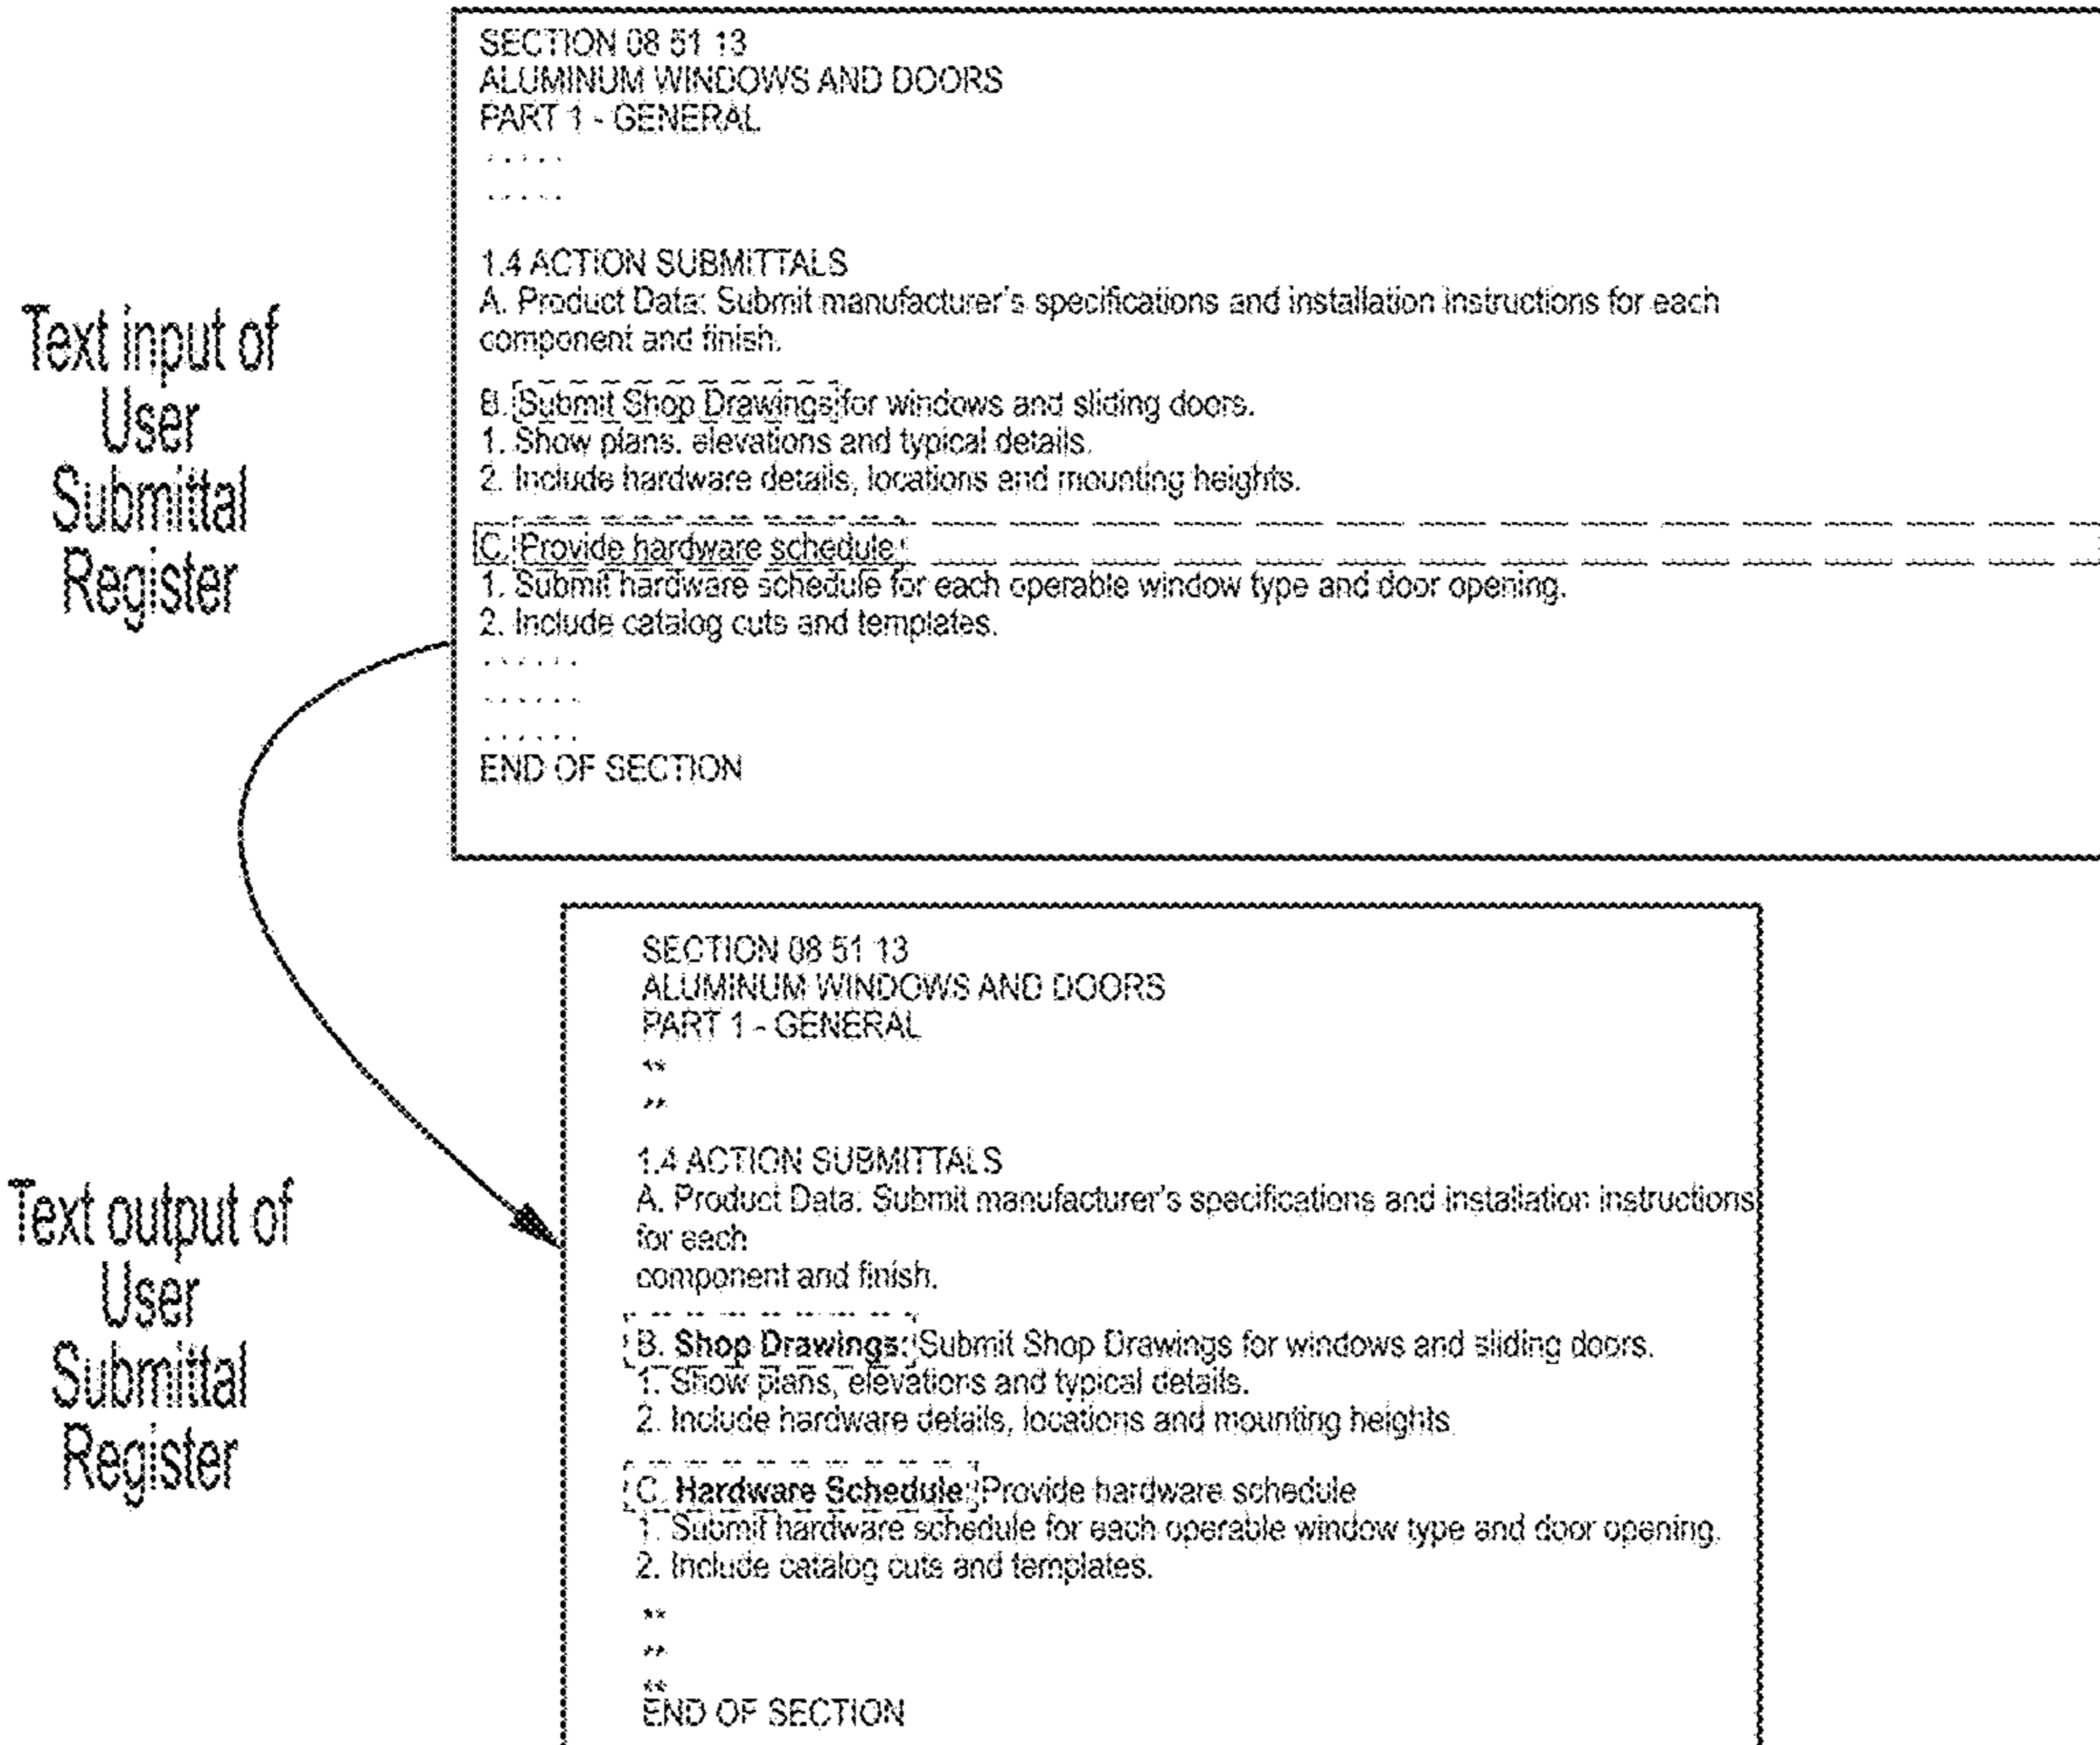 Text input of
User
Submittal
Register
SECTION 08 51 13
ALUMINUM WINDOWS AND DOORS
PART 1 - GENERAL
. . . . .
. . . . .
1.4 ACTION SUBMITTALS
A. Product Data: Submit manufacturer's specifications and installation instructions for each
component and finish.
B. Submit Shop Drawings for windows and sliding doors.
1. Show plans, elevations and typical details.
2. Include hardware details, locations and mounting heights.
C. Provide hardware schedule:
1. Submit hardware schedule for each operable window type and door opening.
2. Include catalog cuts and templates.
. . . . . .
. . . . . .
. . . . . .
END OF SECTION
Text output of
User
Submittal
Register
SECTION 08 51 13
ALUMINUM WINDOWS AND DOORS
PART 1 - GENERAL
**
**
1.4 ACTION SUBMITTALS
A. Product Data: Submit manufacturer's specifications and installation instructions
for each
component and finish.
B. Shop Drawings: Submit Shop Drawings for windows and sliding doors.
1. Show plans, elevations and typical details.
2. Include hardware details, locations and mounting heights
C. Hardware Schedule: Provide hardware schedule
1. Submit hardware schedule for each operable window type and door opening.
2. Include catalog cuts and templates.
**
**
**
END OF SECTION